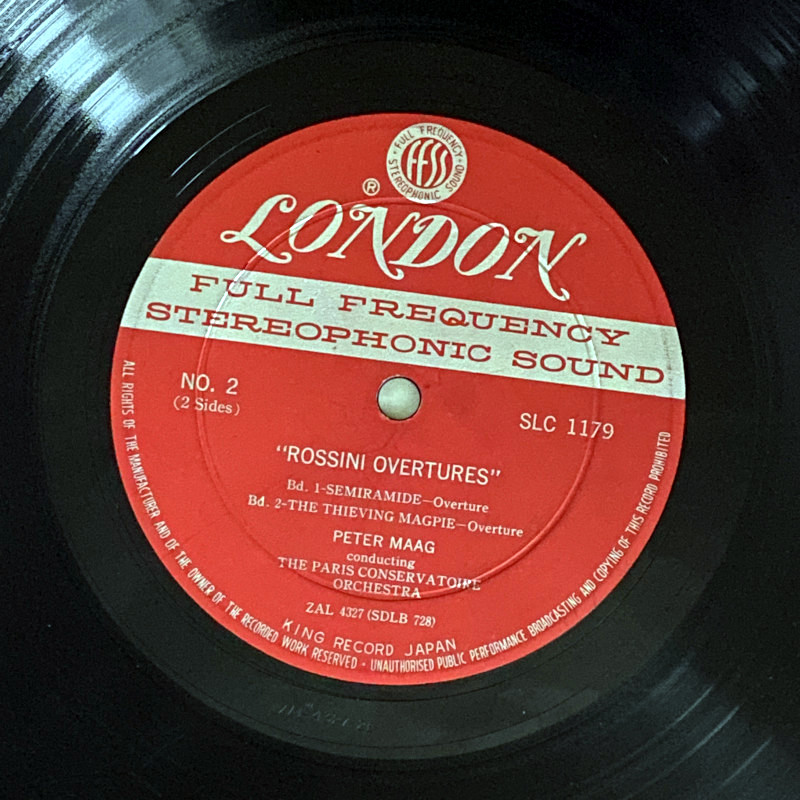 FULL FREQUENCY
FFSS
STEREOPHONIC SOUND
®
LONDON
FULL FREQUENCY
STEREOPHONIC SOUND
NO. 2
(2 Sides)
SLC 1179
"ROSSINI OVERTURES"
Bd. 1-SEMIRAMIDE—Overture
Bd. 2-THE THIEVING MAGPIE—Overture
PETER MAAG
conducting
THE PARIS CONSERVATOIRE
ORCHESTRA
ZAL 4327 (SDLB 728)
KING RECORD JAPAN
ALL RIGHTS OF THE MANUFACTURER AND OF THE OWNER OF THE RECORDED WORK RESERVED • UNAUTHORISED PUBLIC PERFORMANCE BROADCASTING AND COPYING OF THIS RECORD PROHIBITED